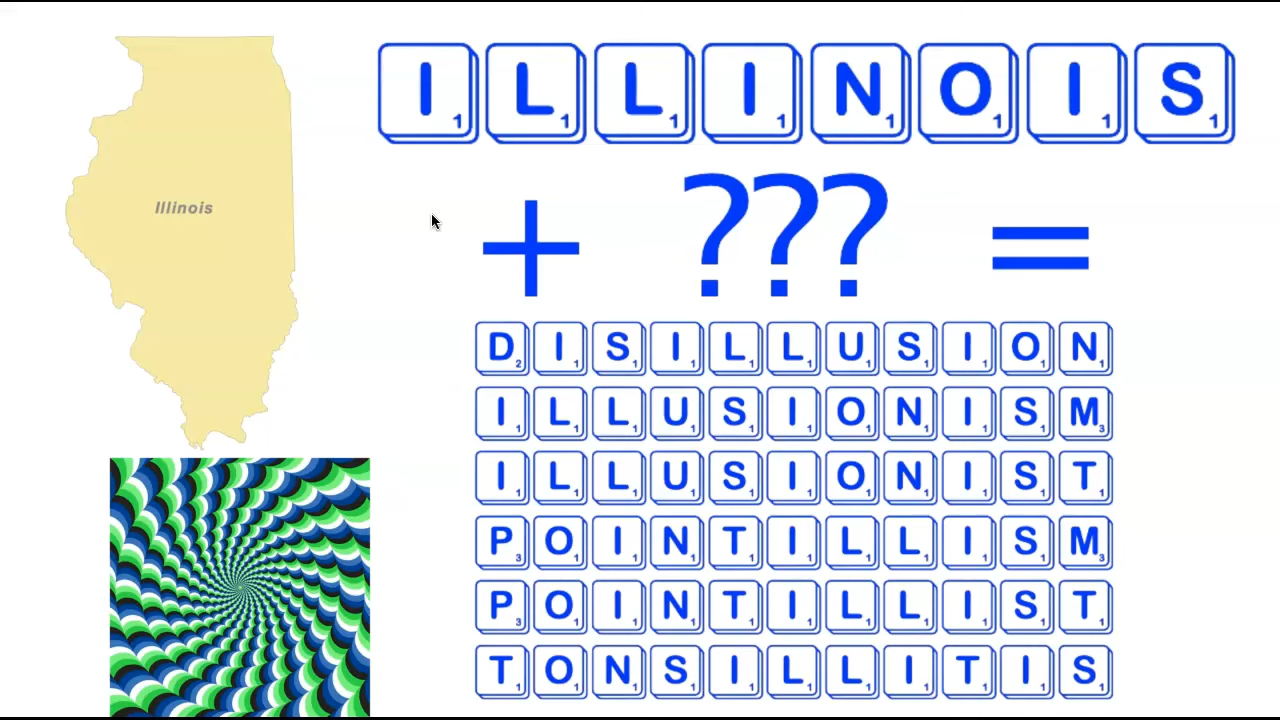 Illinois
ILLINOIS
+ ??? =
DISILLUSION
ILLUSIONISM
ILLUSIONIST
POINTILLISM
POINTILLIST
TONSILLITIS